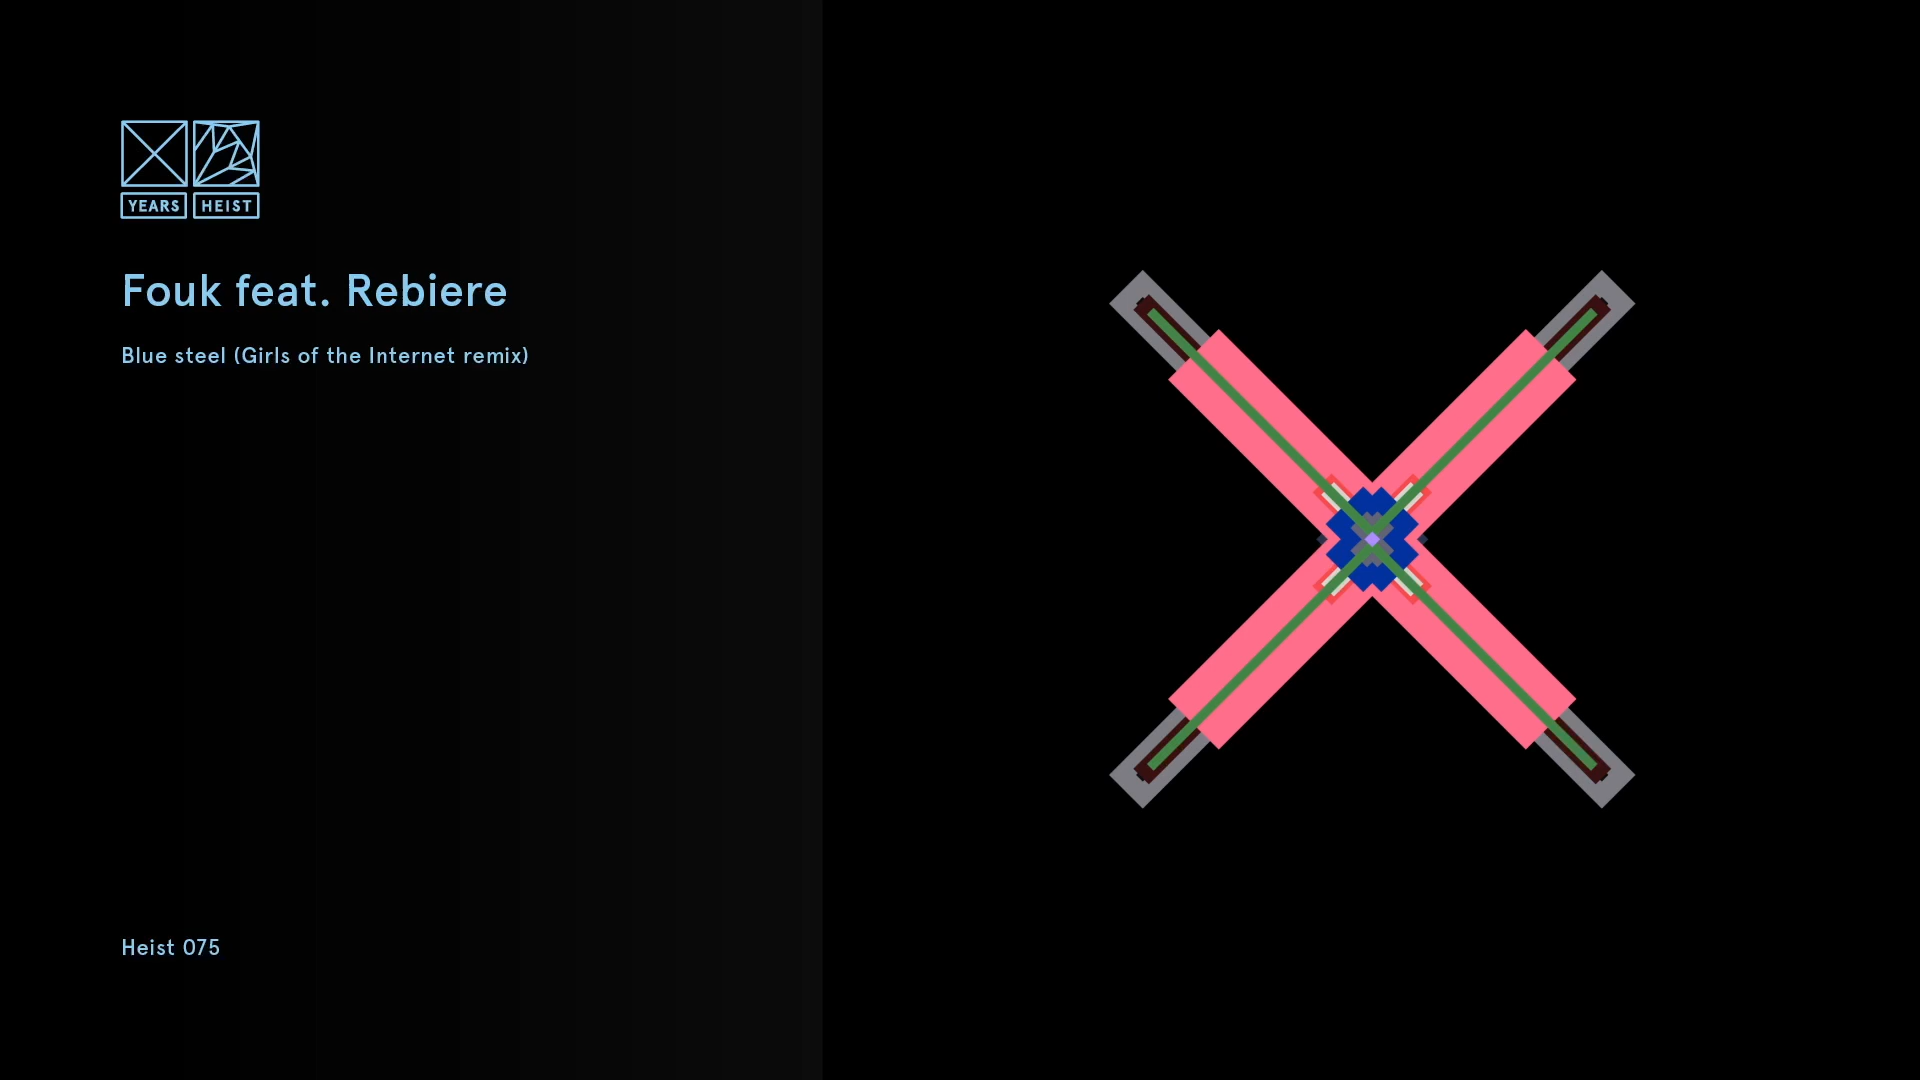 YEARS HEIST
Fouk feat. Rebiere
Blue steel (Girls of the Internet remix)
Heist 075